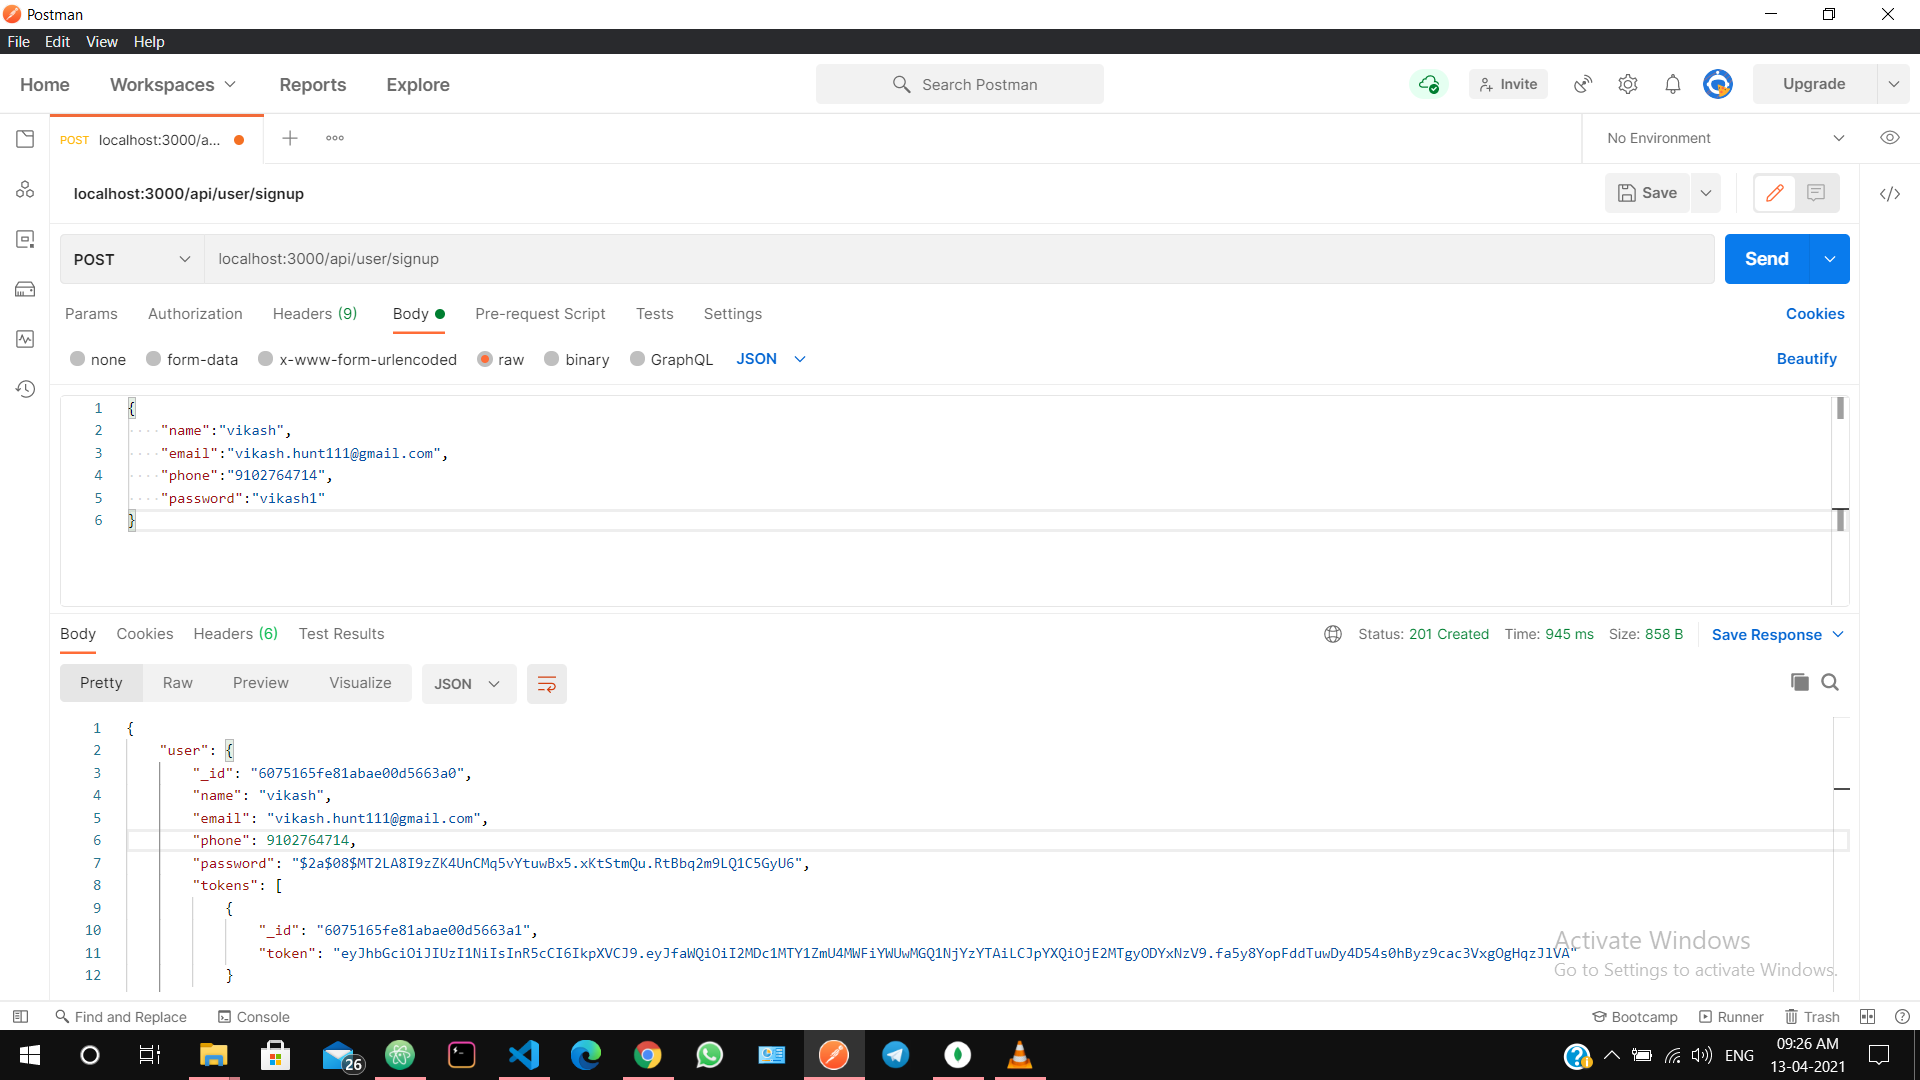 Postman
File Edit View Help
Home Workspaces Reports Explore Search Postman Invite Upgrade
POST localhost:3000/a... No Environment
localhost:3000/api/user/signup Save
POST localhost:3000/api/user/signup Send
Params Authorization Headers (9) Body Pre-request Script Tests Settings Cookies
none form-data x-www-form-urlencoded raw binary GraphQL JSON Beautify
1 {
2 "name":"vikash",
3 "email":"vikash.hunt111@gmail.com",
4 "phone":"9102764714",
5 "password":"vikash1"
6 }
Body Cookies Headers (6) Test Results Status: 201 Created Time: 945 ms Size: 858 B Save Response
Pretty Raw Preview Visualize JSON
1 {
2 "user": {
3 "_id": "6075165fe81abae00d5663a0",
4 "name": "vikash",
5 "email": "vikash.hunt111@gmail.com",
6 "phone": 9102764714,
7 "password": "$2a$08$MT2LA8I9zZK4UnCMq5vYtuwBx5.xKtStmQu.RtBbq2m9LQ1C5GyU6",
8 "tokens": [
9 {
10 "_id": "6075165fe81abae00d5663a1",
11 "token": "eyJhbGciOiJIUzI1NiIsInR5cCI6IkpXVCJ9.eyJfaWQiOiI2MDc1MTY1ZmU4MWFiYWUwMGQ1NjYzYTAiLCJpYXQiOjE2MTgyODYxNzV9.fa5y8YopFddTuwDy4D54s0hByz9cac3VxgOgHqzJlVA"
12 }
Activate Windows
Go to Settings to activate Windows.
Find and Replace Console Bootcamp Runner Trash
26 ENG 09:26 AM
13-04-2021